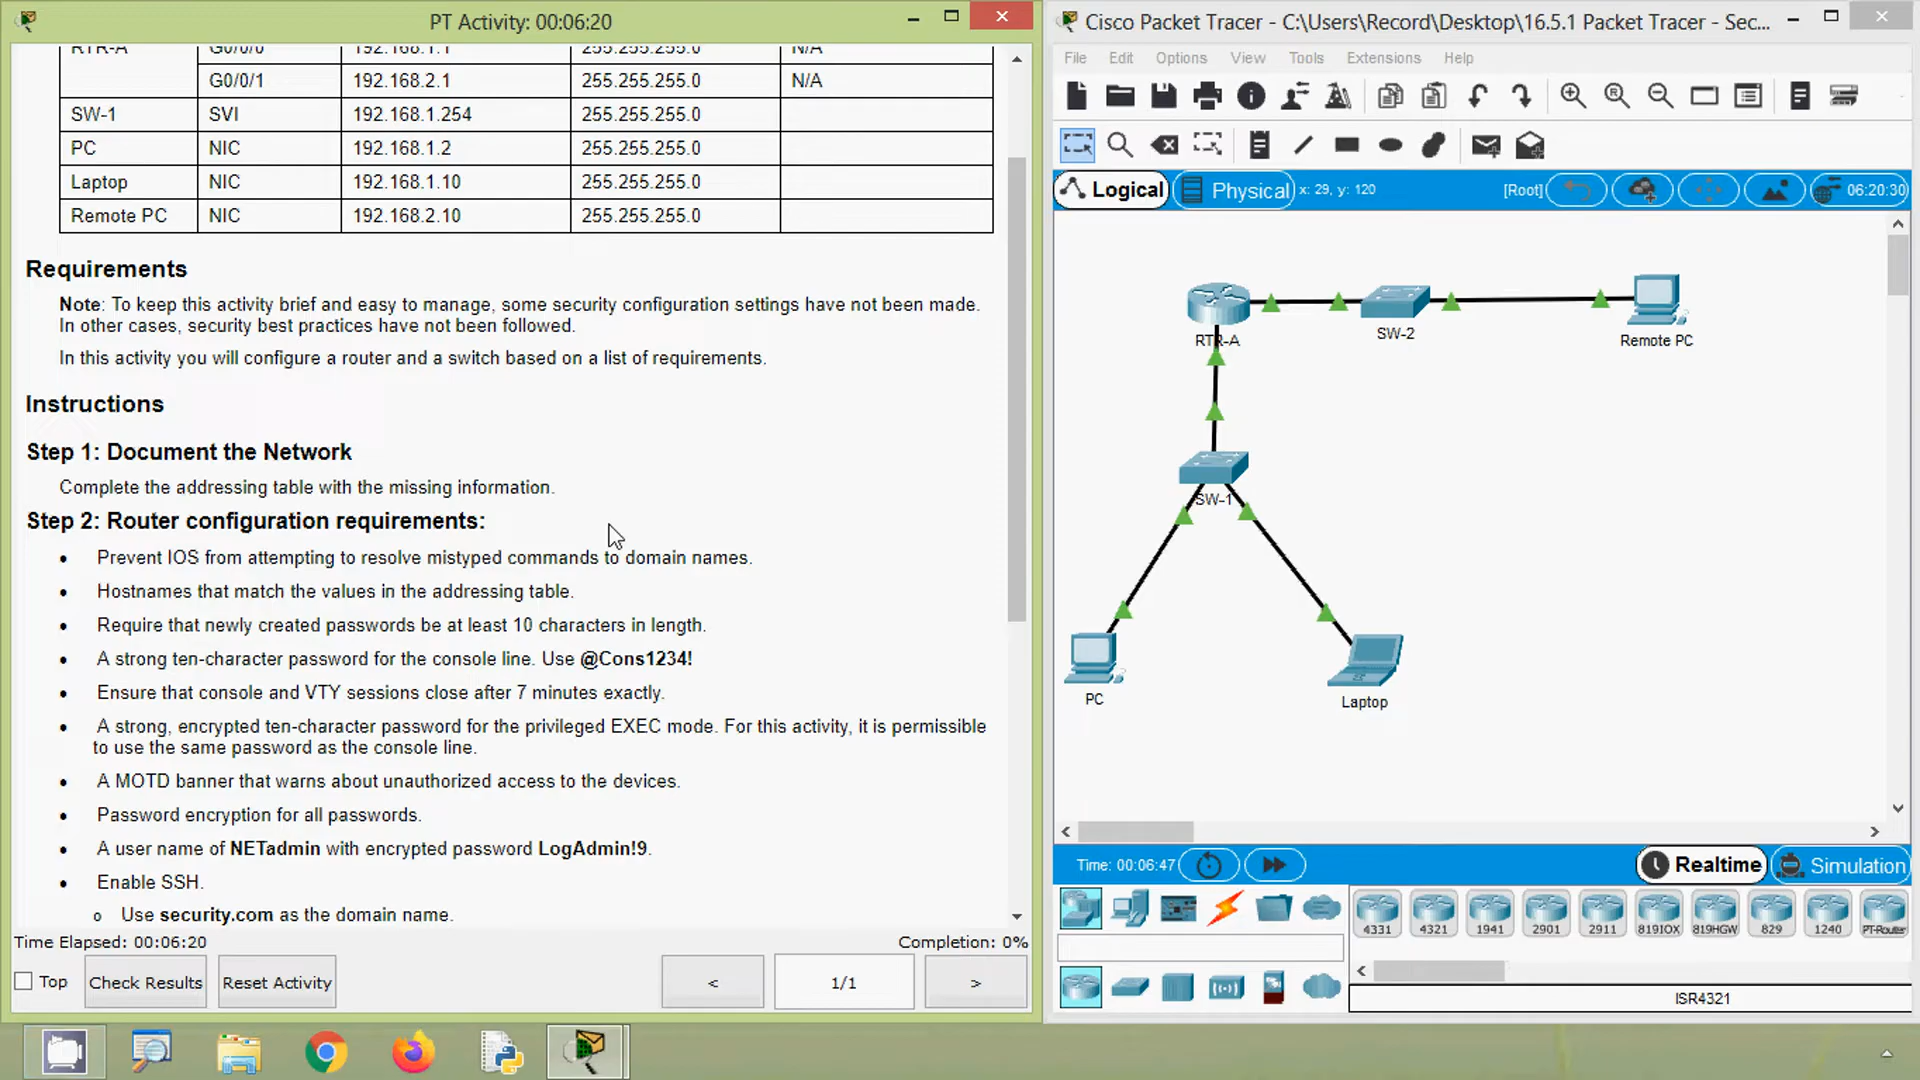 PT Activity: 00:06:20
RTR-A G0/0/0 192.168.1.1 255.255.255.0 N/A
G0/0/1 192.168.2.1 255.255.255.0 N/A
SW-1 SVI 192.168.1.254 255.255.255.0
PC NIC 192.168.1.2 255.255.255.0
Laptop NIC 192.168.1.10 255.255.255.0
Remote PC NIC 192.168.2.10 255.255.255.0
Requirements
Note: To keep this activity brief and easy to manage, some security configuration settings have not been made.
In other cases, security best practices have not been followed.
In this activity you will configure a router and a switch based on a list of requirements.
Instructions
Step 1: Document the Network
Complete the addressing table with the missing information.
Step 2: Router configuration requirements:
• Prevent IOS from attempting to resolve mistyped commands to domain names.
• Hostnames that match the values in the addressing table.
• Require that newly created passwords be at least 10 characters in length.
• A strong ten-character password for the console line. Use @Cons1234!
• Ensure that console and VTY sessions close after 7 minutes exactly.
• A strong, encrypted ten-character password for the privileged EXEC mode. For this activity, it is permissible
to use the same password as the console line.
• A MOTD banner that warns about unauthorized access to the devices.
• Password encryption for all passwords.
• A user name of NETadmin with encrypted password LogAdmin!9.
• Enable SSH.
o Use security.com as the domain name.
Time Elapsed: 00:06:20 Completion: 0%
Top Check Results Reset Activity < 1/1 >
Cisco Packet Tracer - C:\Users\Record\Desktop\16.5.1 Packet Tracer - Sec...
File Edit Options View Tools Extensions Help
Logical Physical x: 29, y: 120 [Root] 06:20:30
RTR-A
SW-2
Remote PC
SW-1
PC
Laptop
Time: 00:06:47 Realtime Simulation
4331 4321 1941 2901 2911 819IOX 819HGW 829 1240 PT-Router
ISR4321